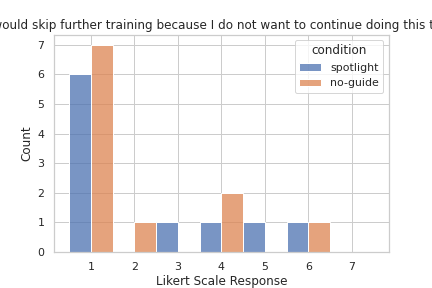 would skip further training because I do not want to continue doing this
condition
spotlight
no-guide
7
6
5
4
3
2
1
0
Count
1 2 3 4 5 6 7
Likert Scale Response